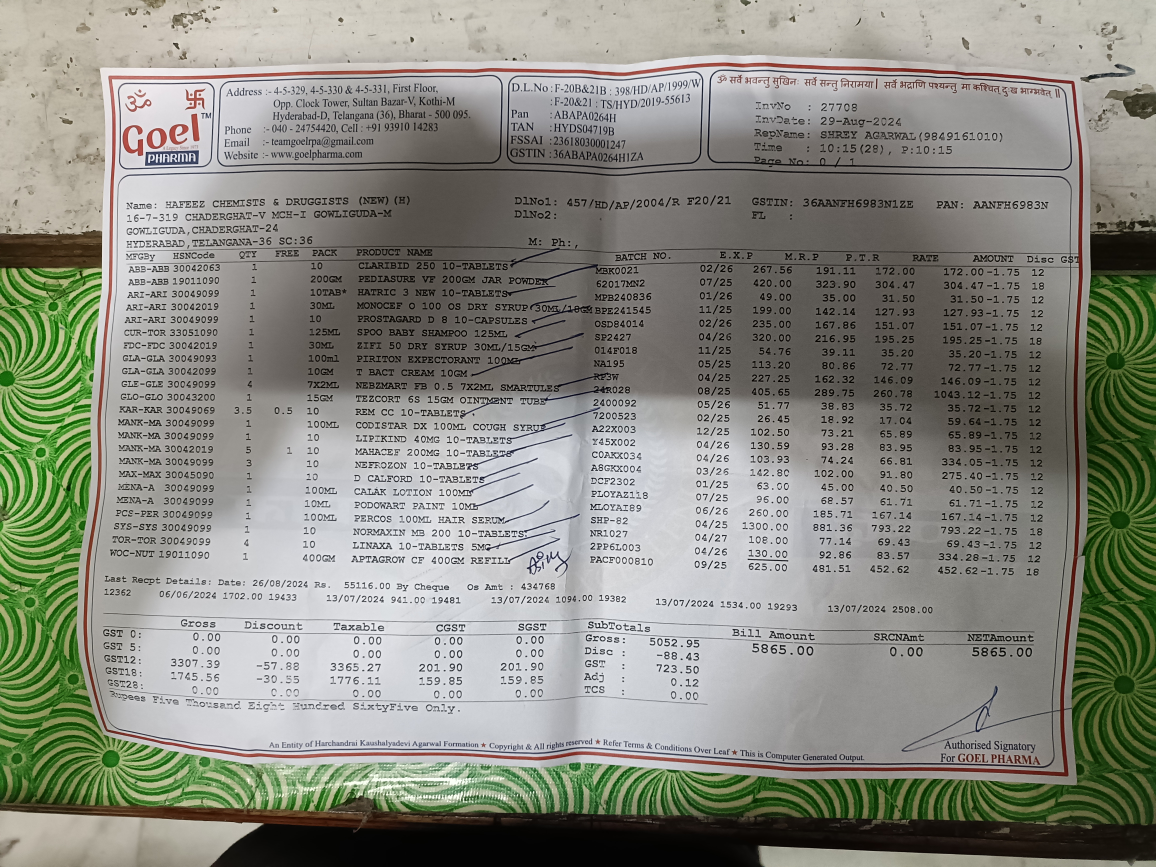 ॐ 卐
Goel™
PHARMA
Address :- 4-5-329, 4-5-330 & 4-5-331, First Floor,
Opp. Clock Tower, Sultan Bazar-V, Kothi-M
Hyderabad-D, Telangana (36), Bharat - 500 095.
Phone :- 040 - 24754420, Cell : +91 93910 14283
Email :- teamgoelrpa@gmail.com
Website :- www.goelpharma.com
D.L.No : F-20B&21B : 398/HD/AP/1999/W
: F-20&21 : TS/HYD/2019-55613
Pan : ABAPA0264H
TAN : HYDS04719B
FSSAI : 23618030001247
GSTIN : 36ABAPA0264H1ZA
ॐ सर्वे भवन्तु सुखिनः सर्वे सन्तु निरामया। सर्वे भद्राणि पश्यन्तु मा कश्चित् दुःख भाग्भवेत् ॥
InvNo : 27708
InvDate: 29-Aug-2024
RepName: SHREY AGARWAL(9849161010)
Time : 10:15(28), P:10:15
Page No: 0 / 1
Name: HAFEEZ CHEMISTS & DRUGGISTS (NEW)(H) DlNo1: 457/HD/AP/2004/R F20/21 GSTIN: 36AANFH6983N1ZE PAN: AANFH6983N
16-7-319 CHADERGHAT-V MCH-I GOWLIGUDA-M DlNo2: FL :
GOWLIGUDA,CHADERGHAT-24
HYDERABAD,TELANGANA-36 SC:36 M: Ph:,
MFGBy HSNCode QTY FREE PACK PRODUCT NAME BATCH NO. E.X.P M.R.P P.T.R RATE AMOUNT Disc GST
ABB-ABB 30042063 1 10 CLARIBID 250 10-TABLETS MBK0021 02/26 267.56 191.11 172.00 172.00-1.75 12
ABB-ABB 19011090 1 200GM PEDIASURE VF 200GM JAR POWDER 62017MN2 07/25 420.00 323.90 304.47 304.47-1.75 18
ARI-ARI 30049099 1 10TAB* HATRIC 3 NEW 10-TABLETS MPB240836 01/26 49.00 35.00 31.50 31.50-1.75 12
ARI-ARI 30042019 1 30ML MONOCEF O 100 OS DRY SYRUP 30ML/18GM BPE241545 11/25 199.00 142.14 127.93 127.93-1.75 12
ARI-ARI 30049099 1 10 PROSTAGARD D 8 10-CAPSULES OSD84014 02/26 235.00 167.86 151.07 151.07-1.75 12
CUR-TOR 33051090 1 125ML SPOO BABY SHAMPOO 125ML SP2427 04/26 320.00 216.95 195.25 195.25-1.75 18
FDC-FDC 30042019 1 30ML ZIFI 50 DRY SYRUP 30ML/15GM 014F018 11/25 54.76 39.11 35.20 35.20-1.75 12
GLA-GLA 30049093 1 100ml PIRITON EXPECTORANT 100ML NA195 05/25 113.20 80.86 72.77 72.77-1.75 12
GLA-GLA 30042099 1 10GM T BACT CREAM 10GM RF3W 04/25 227.25 162.32 146.09 146.09-1.75 12
GLE-GLE 30049099 4 7X2ML NEBZMART FB 0.5 7X2ML SMARTULES 24R028 08/25 405.65 289.75 260.78 1043.12-1.75 12
GLO-GLO 30043200 1 15GM TEZCORT 6S 15GM OINTMENT TUBE 2400092 05/26 51.77 38.83 35.72 35.72-1.75 12
KAR-KAR 30049069 3.5 0.5 10 REM CC 10-TABLETS 7200523 02/25 26.45 18.92 17.04 59.64-1.75 12
MANK-MA 30049099 1 100ML CODISTAR DX 100ML COUGH SYRUP A22X003 12/25 102.50 73.21 65.89 65.89-1.75 12
MANK-MA 30049099 1 10 LIPIKIND 40MG 10-TABLETS Y45X002 04/26 130.59 93.28 83.95 83.95-1.75 12
MANK-MA 30042019 5 1 10 MAHACEF 200MG 10-TABLETS C0AKX034 04/26 103.93 74.24 66.81 334.05-1.75 12
MANK-MA 30049099 3 10 NEFROZON 10-TABLETS A8GKX004 03/26 142.80 102.00 91.80 275.40-1.75 12
MAX-MAX 30045090 1 10 D CALFORD 10-TABLETS DCF2302 01/25 63.00 45.00 40.50 40.50-1.75 12
MENA-A 30049099 1 100ML CALAK LOTION 100ML PLOYAZ118 07/25 96.00 68.57 61.71 61.71-1.75 12
MENA-A 30049099 1 10ML PODOWART PAINT 10ML MLOYAI89 06/26 260.00 185.71 167.14 167.14-1.75 12
PCS-PER 30049099 1 100ML PERCOS 100ML HAIR SERUM SHP-82 04/25 1300.00 881.36 793.22 793.22-1.75 18
SYS-SYS 30049099 1 10 NORMAXIN MB 200 10-TABLETS NR1027 04/27 108.00 77.14 69.43 69.43-1.75 12
TOR-TOR 30049099 4 10 LINAXA 10-TABLETS 5MG 2PP6L003 04/26 130.00 92.86 83.57 334.28-1.75 12
WOC-NUT 19011090 1 400GM APTAGROW CF 400GM REFILL PACF000810 09/25 625.00 481.51 452.62 452.62-1.75 18
Last Recpt Details: Date: 26/08/2024 Rs. 55116.00 By Cheque Os Amt : 434768
12362 06/06/2024 1702.00 19433 13/07/2024 941.00 19481 13/07/2024 1094.00 19382 13/07/2024 1534.00 19293 13/07/2024 2508.00
Gross Discount Taxable CGST SGST
GST 0: 0.00 0.00 0.00 0.00 0.00
GST 5: 0.00 0.00 0.00 0.00 0.00
GST12: 3307.39 -57.88 3365.27 201.90 201.90
GST18: 1745.56 -30.55 1776.11 159.85 159.85
GST28: 0.00 0.00 0.00 0.00 0.00
Rupees Five Thousand Eight Hundred SixtyFive Only.
SubTotals
Gross: 5052.95
Disc : -88.43
GST : 723.50
Adj : 0.12
TCS : 0.00
Bill Amount SRCNAmt NETAmount
5865.00 0.00 5865.00
Authorised Signatory
For GOEL PHARMA
An Entity of Harchandrai Kaushalyadevi Agarwal Formation ★ Copyright & All rights reserved ★ Refer Terms & Conditions Over Leaf ★ This is Computer Generated Output.